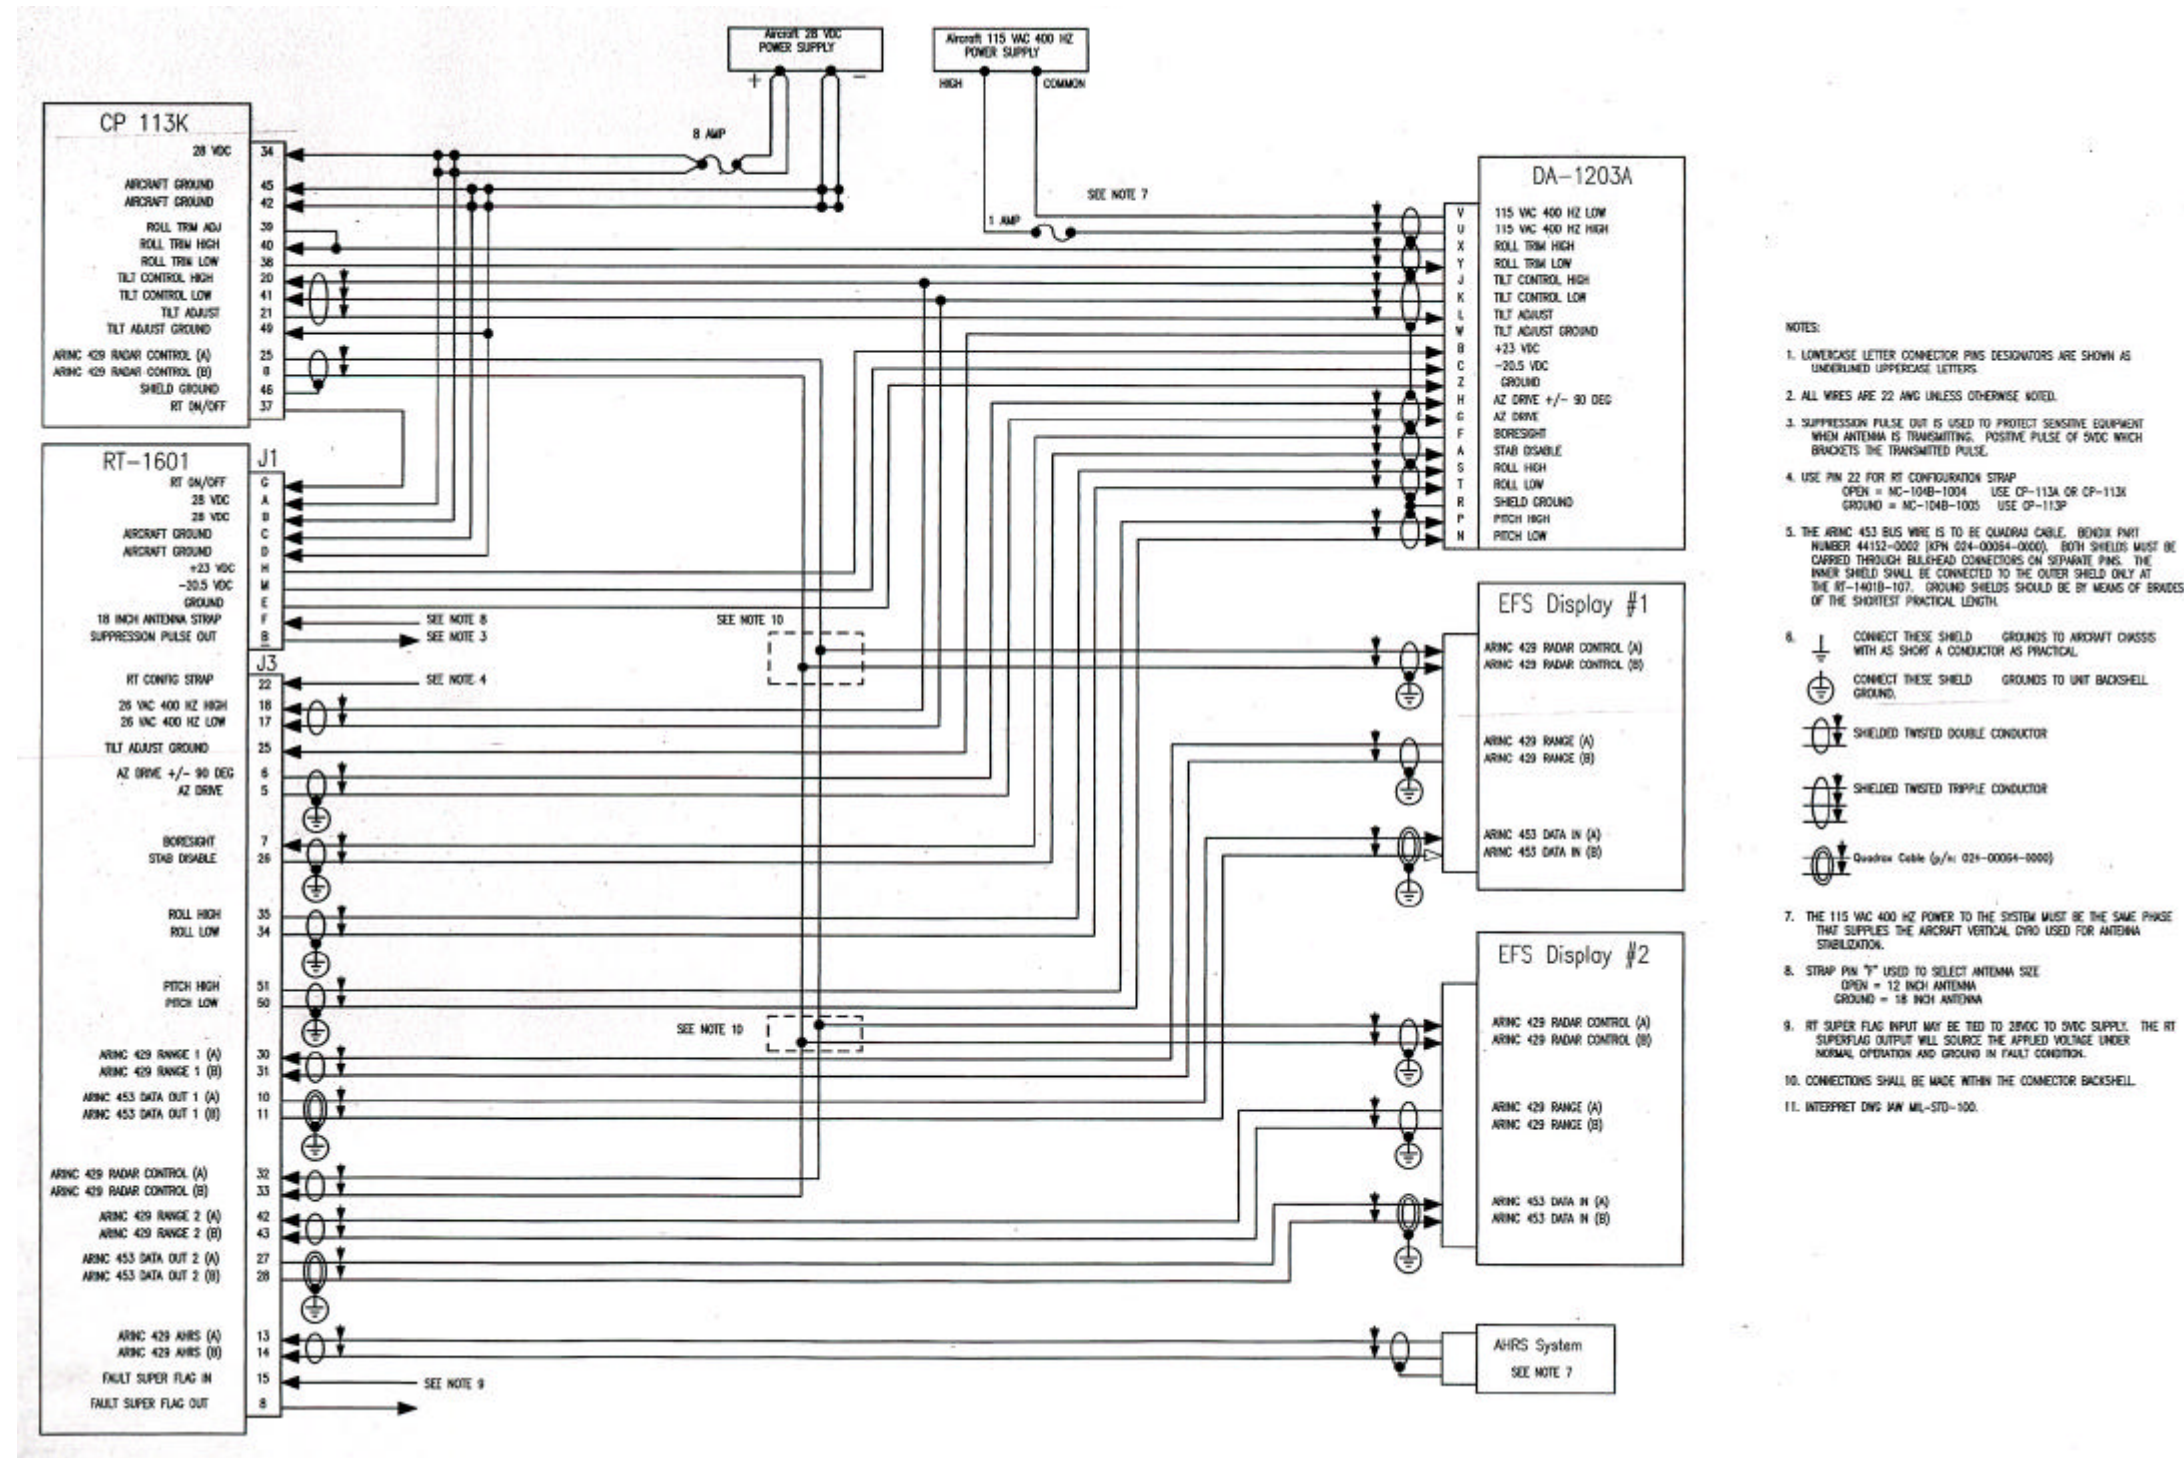 Aircraft 28 VDC
POWER SUPPLY
+
−
Aircraft 115 VAC 400 HZ
POWER SUPPLY
HIGH
COMMON
8 AMP
1 AMP
SEE NOTE 7
CP 113K
28 VDC 34
AIRCRAFT GROUND 45
AIRCRAFT GROUND 42
ROLL TRIM ADJ 39
ROLL TRIM HIGH 40
ROLL TRIM LOW 38
TILT CONTROL HIGH 20
TILT CONTROL LOW 41
TILT ADJUST 21
TILT ADJUST GROUND 49
ARINC 429 RADAR CONTROL (A) 25
ARINC 429 RADAR CONTROL (B) 8
SHIELD GROUND 46
RT ON/OFF 37
RT-1601 J1
RT ON/OFF G
28 VDC A
28 VDC B
AIRCRAFT GROUND C
AIRCRAFT GROUND D
+23 VDC H
-20.5 VDC M
GROUND E
18 INCH ANTENNA STRAP F SEE NOTE 8
SUPPRESSION PULSE OUT B SEE NOTE 3
J3
RT CONFIG STRAP 22 SEE NOTE 4
26 VAC 400 HZ HIGH 18
26 VAC 400 HZ LOW 17
TILT ADJUST GROUND 25
AZ DRIVE +/- 90 DEG 6
AZ DRIVE 5
BORESIGHT 7
STAB DISABLE 26
ROLL HIGH 35
ROLL LOW 34
PITCH HIGH 51
PITCH LOW 50
ARINC 429 RANGE 1 (A) 30
ARINC 429 RANGE 1 (B) 31
ARINC 453 DATA OUT 1 (A) 10
ARINC 453 DATA OUT 1 (B) 11
ARINC 429 RADAR CONTROL (A) 32
ARINC 429 RADAR CONTROL (B) 33
ARINC 429 RANGE 2 (A) 42
ARINC 429 RANGE 2 (B) 43
ARINC 453 DATA OUT 2 (A) 27
ARINC 453 DATA OUT 2 (B) 28
ARINC 429 AHRS (A) 13
ARINC 429 AHRS (B) 14
FAULT SUPER FLAG IN 15 SEE NOTE 9
FAULT SUPER FLAG OUT 8
SEE NOTE 10
SEE NOTE 10
DA-1203A
V 115 VAC 400 HZ LOW
U 115 VAC 400 HZ HIGH
X ROLL TRIM HIGH
Y ROLL TRIM LOW
J TILT CONTROL HIGH
K TILT CONTROL LOW
L TILT ADJUST
W TILT ADJUST GROUND
B +23 VDC
C -20.5 VDC
Z GROUND
H AZ DRIVE +/- 90 DEG
G AZ DRIVE
F BORESIGHT
A STAB DISABLE
S ROLL HIGH
T ROLL LOW
R SHIELD GROUND
P PITCH HIGH
N PITCH LOW
EFS Display #1
ARINC 429 RADAR CONTROL (A)
ARINC 429 RADAR CONTROL (B)
ARINC 429 RANGE (A)
ARINC 429 RANGE (B)
ARINC 453 DATA IN (A)
ARINC 453 DATA IN (B)
EFS Display #2
ARINC 429 RADAR CONTROL (A)
ARINC 429 RADAR CONTROL (B)
ARINC 429 RANGE (A)
ARINC 429 RANGE (B)
ARINC 453 DATA IN (A)
ARINC 453 DATA IN (B)
AHRS System
SEE NOTE 7
NOTES:
1. LOWERCASE LETTER CONNECTOR PINS DESIGNATORS ARE SHOWN AS
UNDERLINED UPPERCASE LETTERS
2. ALL WIRES ARE 22 AWG UNLESS OTHERWISE NOTED.
3. SUPPRESSION PULSE OUT IS USED TO PROTECT SENSITIVE EQUIPMENT
WHEN ANTENNA IS TRANSMITTING. POSITIVE PULSE OF 5VDC WHICH
BRACKETS THE TRANSMITTED PULSE.
4. USE PIN 22 FOR RT CONFIGURATION STRAP
OPEN = NC-104B-1004 USE CP-113A OR CP-113K
GROUND = NC-104B-1005 USE CP-113P
5. THE ARINC 453 BUS WIRE IS TO BE QUADRAX CABLE. BENDIX PART
NUMBER 44152-0002 (KPN 024-00064-0000). BOTH SHIELDS MUST BE
CARRIED THROUGH BULKHEAD CONNECTORS ON SEPARATE PINS. THE
INNER SHIELD SHALL BE CONNECTED TO THE OUTER SHIELD ONLY AT
THE RT-1401B-107. GROUND SHIELDS SHOULD BE BY MEANS OF BRAIDES
OF THE SHORTEST PRACTICAL LENGTH.
6. CONNECT THESE SHIELD GROUNDS TO AIRCRAFT CHASSIS
WITH AS SHORT A CONDUCTOR AS PRACTICAL
CONNECT THESE SHIELD GROUNDS TO UNIT BACKSHELL
GROUND.
SHIELDED TWISTED DOUBLE CONDUCTOR
SHIELDED TWISTED TRIPPLE CONDUCTOR
Quadrax Cable (p/n: 024-00064-0000)
7. THE 115 VAC 400 HZ POWER TO THE SYSTEM MUST BE THE SAME PHASE
THAT SUPPLIES THE AIRCRAFT VERTICAL GYRO USED FOR ANTENNA
STABILIZATION.
8. STRAP PIN "F" USED TO SELECT ANTENNA SIZE
OPEN = 12 INCH ANTENNA
GROUND = 18 INCH ANTENNA
9. RT SUPER FLAG INPUT MAY BE TIED TO 28VDC TO 5VDC SUPPLY. THE RT
SUPERFLAG OUTPUT WILL SOURCE THE APPLIED VOLTAGE UNDER
NORMAL OPERATION AND GROUND IN FAULT CONDITION.
10. CONNECTIONS SHALL BE MADE WITHIN THE CONNECTOR BACKSHELL.
11. INTERPRET DWG IAW MIL-STD-100.